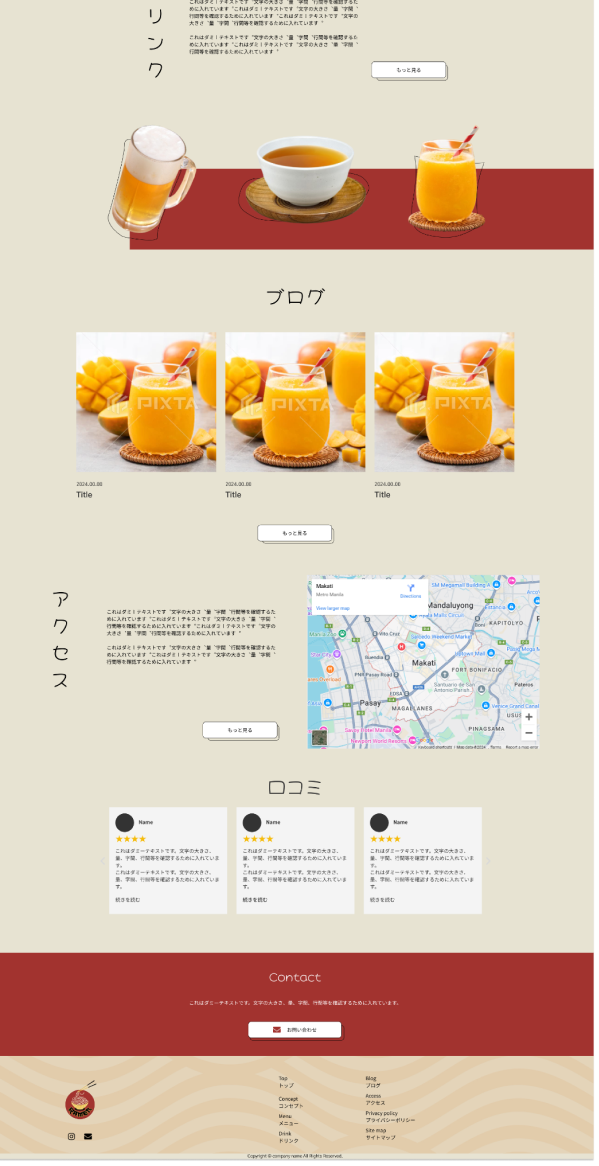 リンク
これはダミーテキストです゛文字の大きさ゛量゛字間゛行間等を確認するた
めに入れています゛これはダミーテキストです゛文字の大きさ゛量゛字間゛
行間等を確認するために入れています゛これはダミーテキストです゛文字の
大きさ゛量゛字間゛行間等を確認するために入れています゛
これはダミーテキストです゛文字の大きさ゛量゛字間゛行間等を確認するた
めに入れています゛これはダミーテキストです゛文字の大きさ゛量゛字間゛
行間等を確認するために入れています゛
もっと見る
ブログ
PIXTA
PIXTA
PIXTA
2024.00.00
Title
2024.00.00
Title
2024.00.00
Title
もっと見る
アクセス
これはダミーテキストです゛文字の大きさ゛量゛字間゛行間等を確認するた
めに入れています゛これはダミーテキストです゛文字の大きさ゛量゛字間゛
行間等を確認するために入れています゛これはダミーテキストです゛文字の
大きさ゛量゛字間゛行間等を確認するために入れています゛
これはダミーテキストです゛文字の大きさ゛量゛字間゛行間等を確認するた
めに入れています゛これはダミーテキストです゛文字の大きさ゛量゛字間゛
行間等を確認するために入れています゛
もっと見る
Makati
Metro Manila
Directions
View larger map
SM Megamall Building A
Mandaluyong
Estancia
KAPITOLYO
Vito Cruz
Boni
Salcedo Weekend Market
Buendia
Uptown Mall
Makati
PNR Pasay Road
FORT BONIFACIO
Santuario de San
Antonio Parish
Pateros
EDSA
Pasay
MAGALLANES
Venice Grand Canal
Savoy Hotel Manila
PINAGSAMA
Newport World Resorts
Keyboard shortcuts
Map data ©2024
Terms
Report a map error
口コミ
Name
★★★★
これはダミーテキストです。文字の大きさ、
量、字間、行間等を確認するために入れていま
す。
これはダミーテキストです。文字の大きさ、
量、字間、行間等を確認するために入れていま
す。
続きを読む
Name
★★★★
これはダミーテキストです。文字の大きさ、
量、字間、行間等を確認するために入れていま
す。
これはダミーテキストです。文字の大きさ、
量、字間、行間等を確認するために入れていま
す。
続きを読む
Name
★★★★
これはダミーテキストです。文字の大きさ、
量、字間、行間等を確認するために入れていま
す。
これはダミーテキストです。文字の大きさ、
量、字間、行間等を確認するために入れていま
す。
続きを読む
Contact
これはダミーテキストです。文字の大きさ、量、字間、行間等を確認するために入れています。
お問い合わせ
Top
トップ
Concept
コンセプト
Menu
メニュー
Drink
ドリンク
Blog
ブログ
Access
アクセス
Privacy policy
プライバシーポリシー
Site map
サイトマップ
Copyright © company name All Rights Reserved.